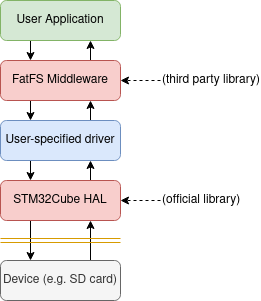 User Application
FatFS Middleware
(third party library)
User-specified driver
STM32Cube HAL
(official library)
Device (e.g. SD card)